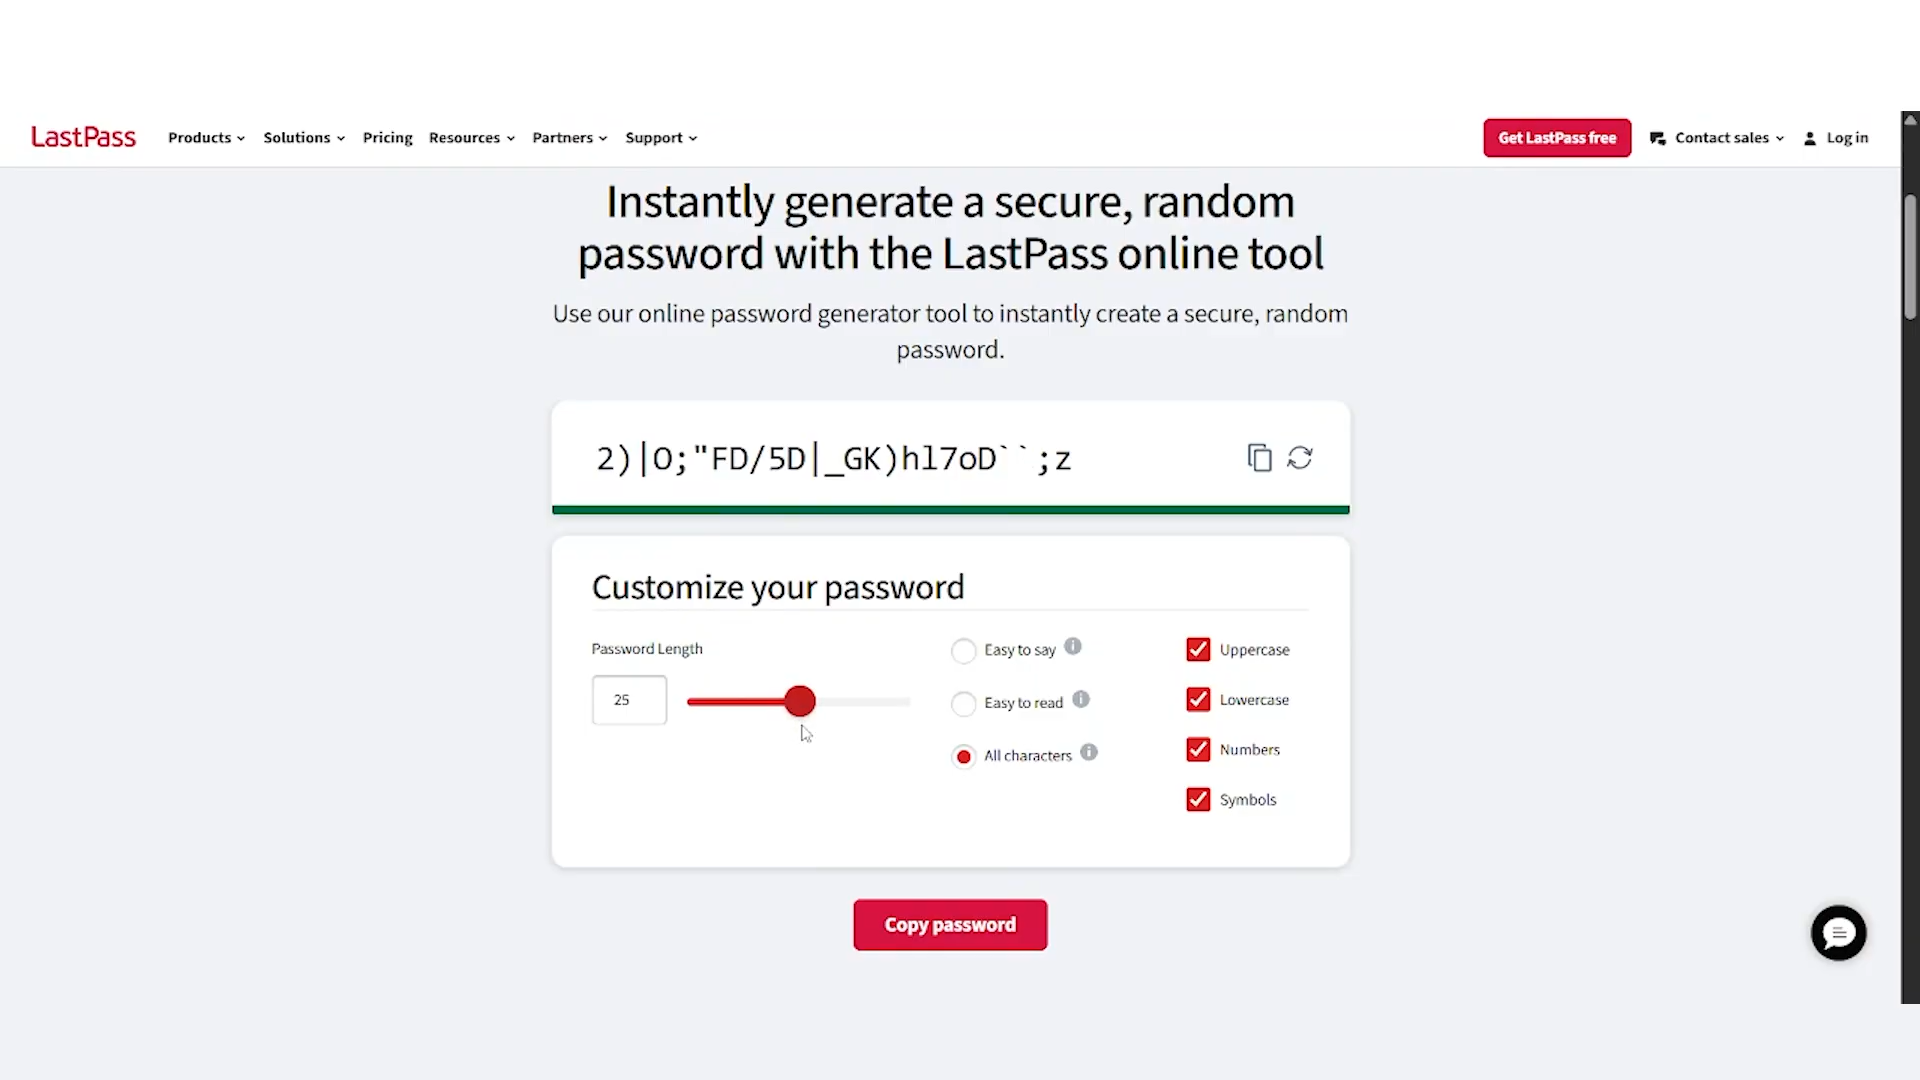 LastPass Products Solutions Pricing Resources Partners Support Get LastPass free Contact sales Log in
Instantly generate a secure, random
password with the LastPass online tool
Use our online password generator tool to instantly create a secure, random
password.
2)|O;"FD/5D|_GK)hl7oD``;z
Customize your password
Password Length
25
Easy to say
Easy to read
All characters
Uppercase
Lowercase
Numbers
Symbols
Copy password